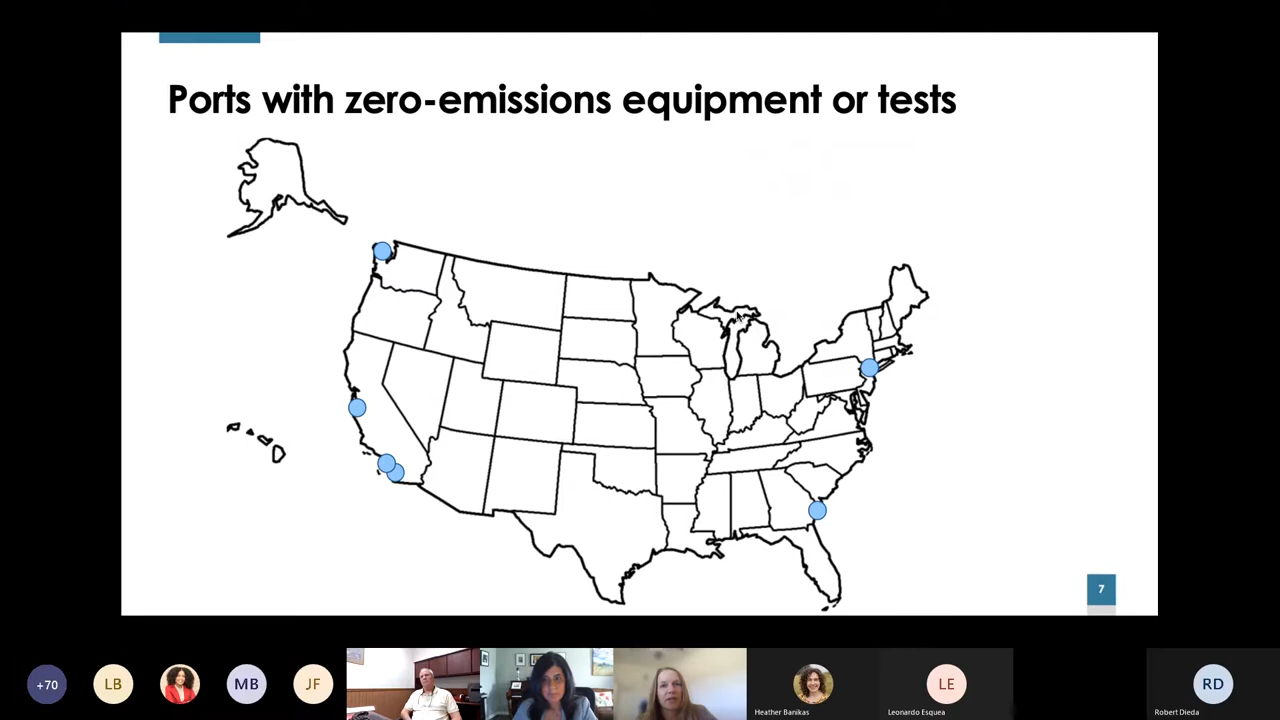 Ports with zero-emissions equipment or tests
7
+70
LB
MB
JF
LE
RD
Heather Banikas
Leonardo Esquea
Robert Dieda